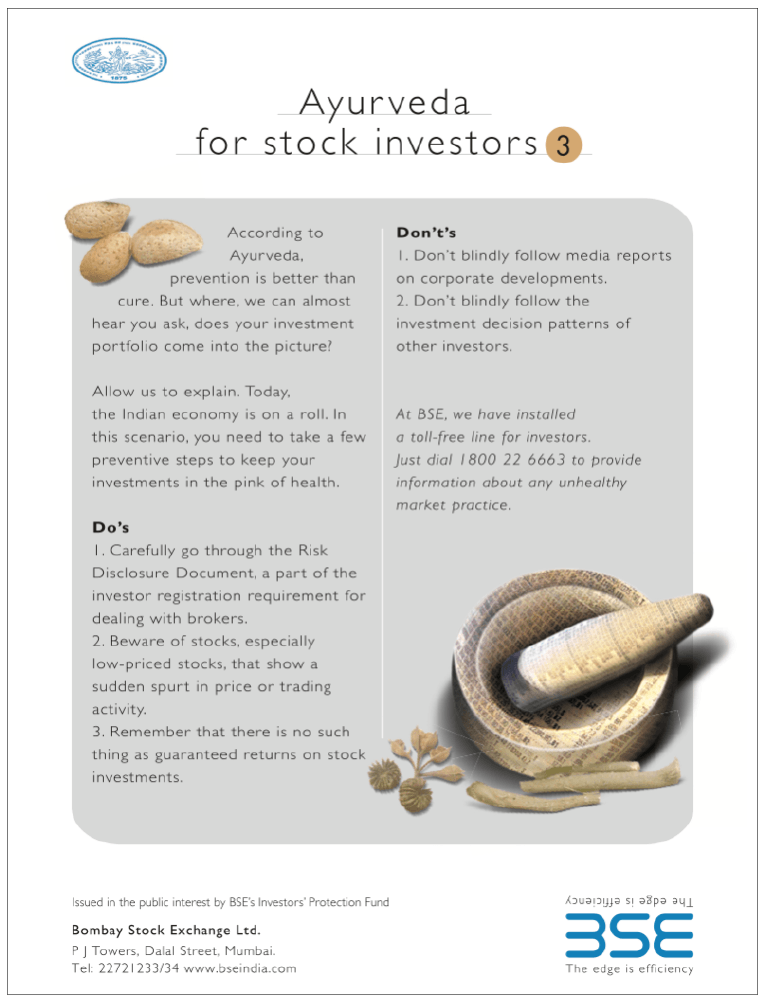 1875
Ayurveda
for stock investors 3
According to
Ayurveda,
prevention is better than
cure. But where, we can almost
hear you ask, does your investment
portfolio come into the picture?
Allow us to explain. Today,
the Indian economy is on a roll. In
this scenario, you need to take a few
preventive steps to keep your
investments in the pink of health.
Do's
1. Carefully go through the Risk
Disclosure Document, a part of the
investor registration requirement for
dealing with brokers.
2. Beware of stocks, especially
low-priced stocks, that show a
sudden spurt in price or trading
activity.
3. Remember that there is no such
thing as guaranteed returns on stock
investments.
Don't's
1. Don't blindly follow media reports
on corporate developments.
2. Don't blindly follow the
investment decision patterns of
other investors.
At BSE, we have installed
a toll-free line for investors.
Just dial 1800 22 6663 to provide
information about any unhealthy
market practice.
Issued in the public interest by BSE's Investors' Protection Fund
Bombay Stock Exchange Ltd.
P J Towers, Dalal Street, Mumbai.
Tel: 22721233/34 www.bseindia.com
The edge is efficiency
BSE
The edge is efficiency